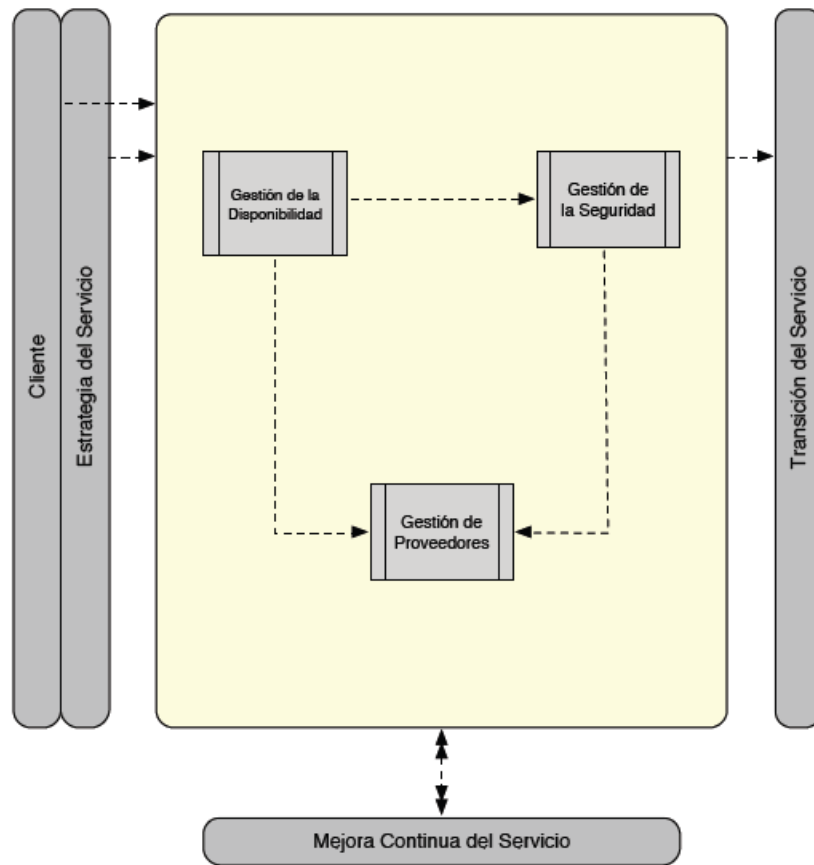 Cliente
Estrategia del Servicio
Gestión de la
Disponibilidad
Gestión de
la Seguridad
Gestión de
Proveedores
Transición del Servicio
Mejora Continua del Servicio